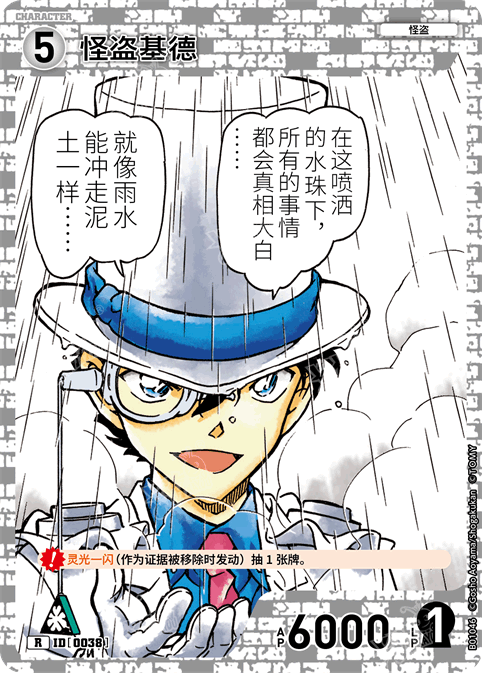 CHARACTER
5
怪盗基德
怪盗
在这喷洒
的水珠下，
所有的事情
都会真相大白
……
就像雨水
能冲走泥
土一样……
灵光一闪(作为证据被移除时发动) 抽 1 张牌。
R ID[0038]
AP 6000
LP 1
B01046 ©Gosho Aoyama/Shogakukan ©TOMY